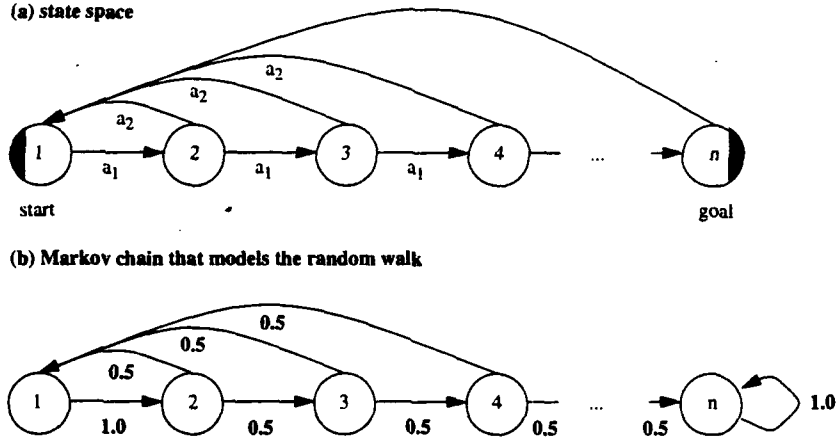 (a) state space
a2
a2
a2
1 2 3 4 ... n
a1 a1 a1
start goal
(b) Markov chain that models the random walk
0.5
0.5
0.5
1 2 3 4 ... n 1.0
1.0 0.5 0.5 0.5 0.5